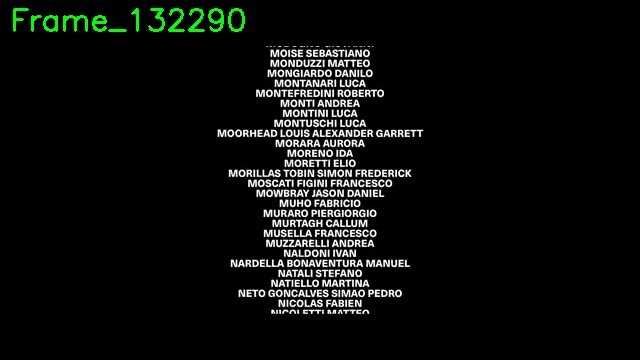 Frame_132290
MOISE SEBASTIANO
MONDUZZI MATTEO
MONGIARDO DANILO
MONTANARI LUCA
MONTEFREDINI ROBERTO
MONTI ANDREA
MONTINI LUCA
MONTUSCHI LUCA
MOORHEAD LOUIS ALEXANDER GARRETT
MORARA AURORA
MORENO IDA
MORETTI ELIO
MORILLAS TOBIN SIMON FREDERICK
MOSCATI FIGINI FRANCESCO
MOWBRAY JASON DANIEL
MUHO FABRICIO
MURARO PIERGIORGIO
MURTAGH CALLUM
MUSELLA FRANCESCO
MUZZARELLI ANDREA
NALDONI IVAN
NARDELLA BONAVENTURA MANUEL
NATALI STEFANO
NATIELLO MARTINA
NETO GONCALVES SIMAO PEDRO
NICOLAS FABIEN
NICOLETTI MATTEO